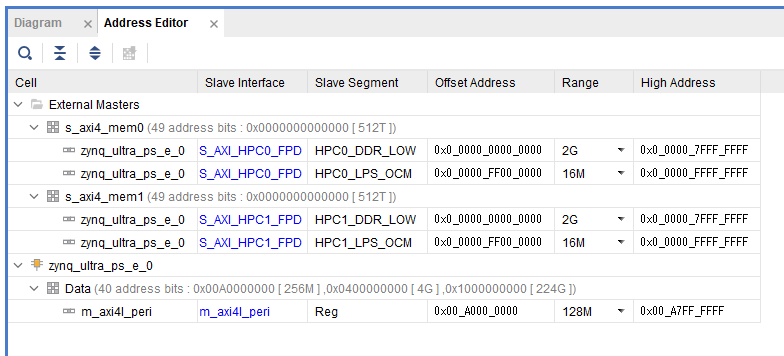 Diagram × Address Editor ×
Cell Slave Interface Slave Segment Offset Address Range High Address
External Masters
s_axi4_mem0 (49 address bits : 0x0000000000000 [ 512T ])
zynq_ultra_ps_e_0 S_AXI_HPC0_FPD HPC0_DDR_LOW 0x0_0000_0000_0000 2G 0x0_0000_7FFF_FFFF
zynq_ultra_ps_e_0 S_AXI_HPC0_FPD HPC0_LPS_OCM 0x0_0000_FF00_0000 16M 0x0_0000_FFFF_FFFF
s_axi4_mem1 (49 address bits : 0x0000000000000 [ 512T ])
zynq_ultra_ps_e_0 S_AXI_HPC1_FPD HPC1_DDR_LOW 0x0_0000_0000_0000 2G 0x0_0000_7FFF_FFFF
zynq_ultra_ps_e_0 S_AXI_HPC1_FPD HPC1_LPS_OCM 0x0_0000_FF00_0000 16M 0x0_0000_FFFF_FFFF
zynq_ultra_ps_e_0
Data (40 address bits : 0x00A0000000 [ 256M ] ,0x0400000000 [ 4G ] ,0x1000000000 [ 224G ])
m_axi4l_peri m_axi4l_peri Reg 0x00_A000_0000 128M 0x00_A7FF_FFFF